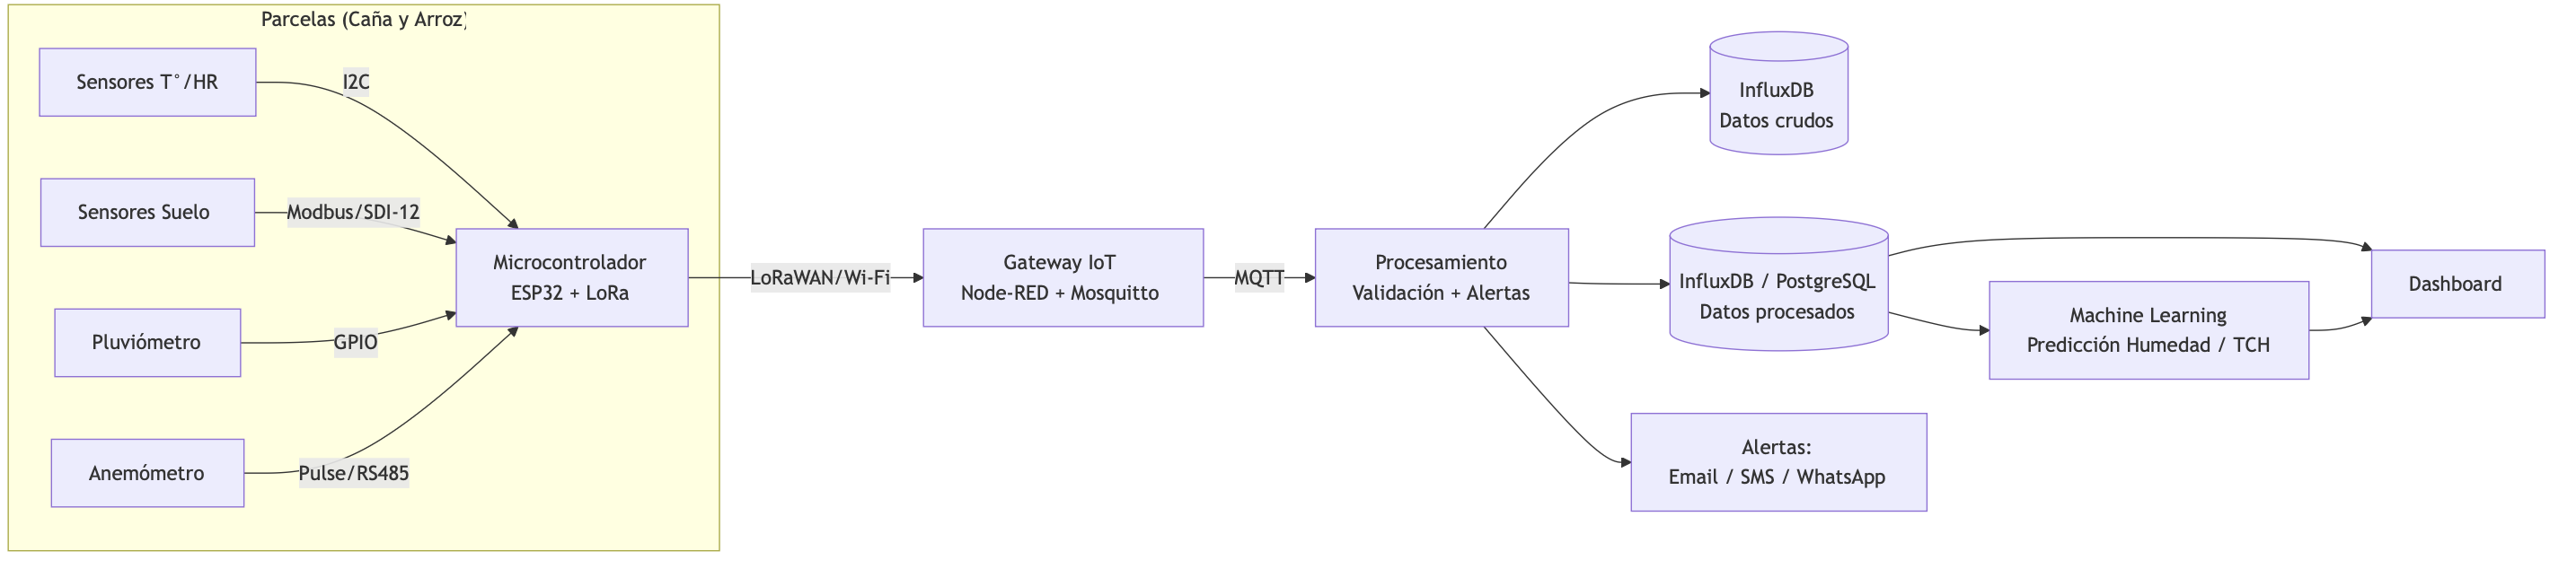 Parcelas (Caña y Arroz)
Sensores T°/HR
I2C
Sensores Suelo
Modbus/SDI-12
Pluviómetro
GPIO
Anemómetro
Pulse/RS485
Microcontrolador
ESP32 + LoRa
LoRaWAN/Wi-Fi
Gateway IoT
Node-RED + Mosquitto
MQTT
Procesamiento
Validación + Alertas
InfluxDB
Datos crudos
InfluxDB / PostgreSQL
Datos procesados
Alertas:
Email / SMS / WhatsApp
Machine Learning
Predicción Humedad / TCH
Dashboard